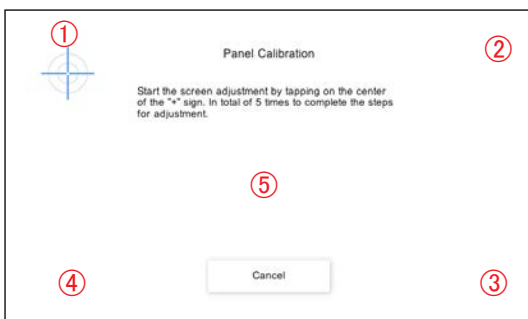 ①
②
Panel Calibration
Start the screen adjustment by tapping on the center
of the "+" sign. In total of 5 times to complete the steps
for adjustment.
⑤
④
Cancel
③